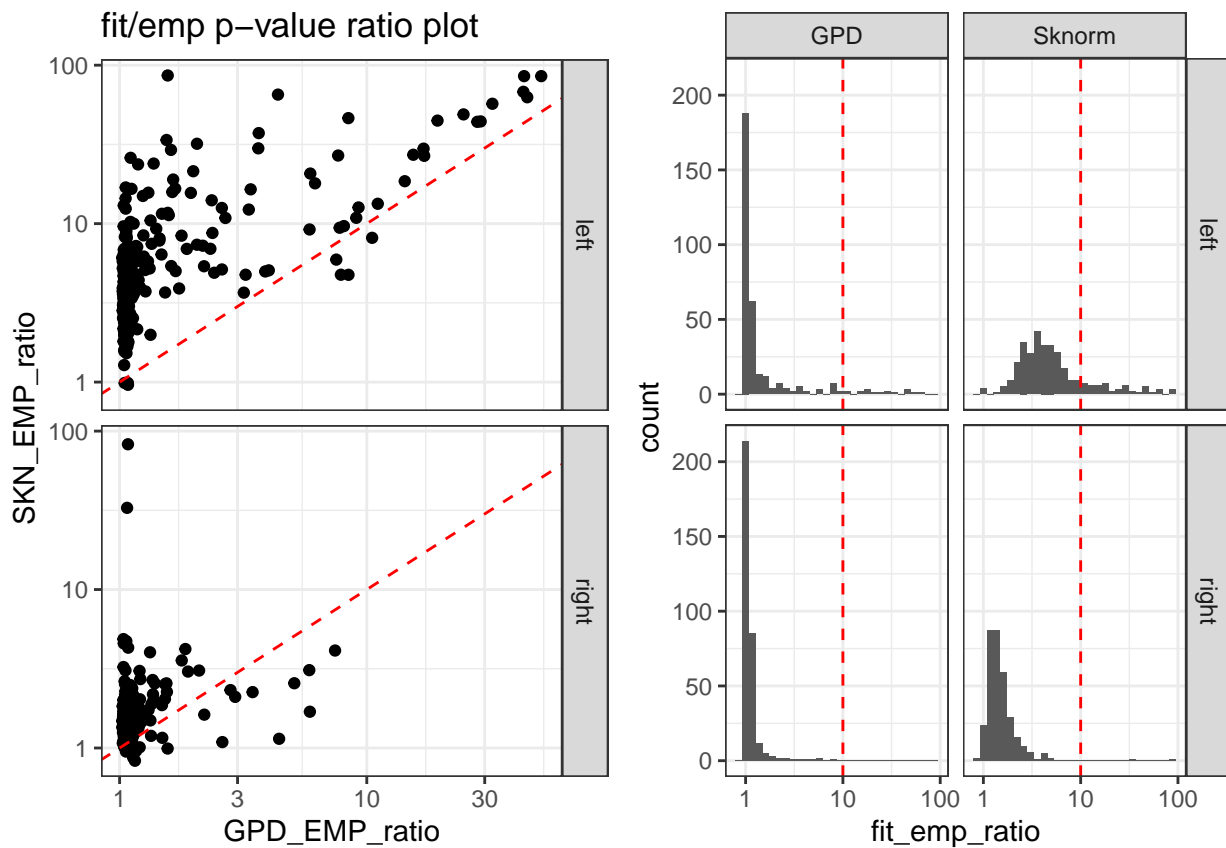 fit/emp p−value ratio plot
SKN_EMP_ratio
100
10
1
left
100
10
1
right
1 3 10 30
GPD_EMP_ratio
GPD Sknorm
count
200
150
100
50
0
left
200
150
100
50
0
right
1 10 100 1 10 100
fit_emp_ratio